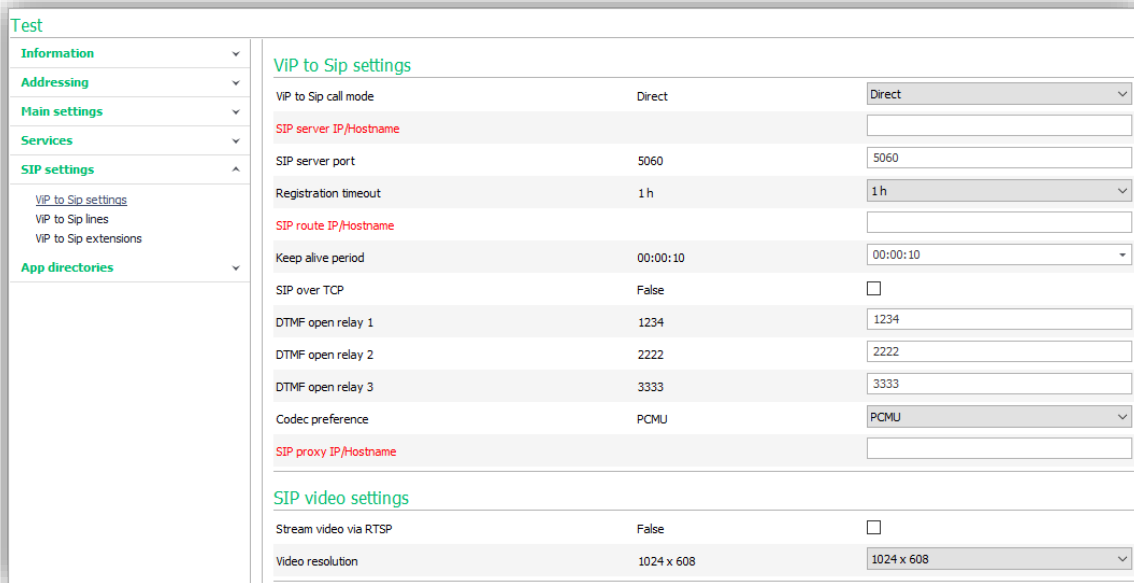 Test
Information
Addressing
Main settings
Services
SIP settings
ViP to Sip settings
ViP to Sip lines
ViP to Sip extensions
App directories
ViP to Sip settings
ViP to Sip call mode Direct Direct
SIP server IP/Hostname
SIP server port 5060 5060
Registration timeout 1 h 1 h
SIP route IP/Hostname
Keep alive period 00:00:10 00:00:10
SIP over TCP False
DTMF open relay 1 1234 1234
DTMF open relay 2 2222 2222
DTMF open relay 3 3333 3333
Codec preference PCMU PCMU
SIP proxy IP/Hostname
SIP video settings
Stream video via RTSP False
Video resolution 1024 x 608 1024 x 608